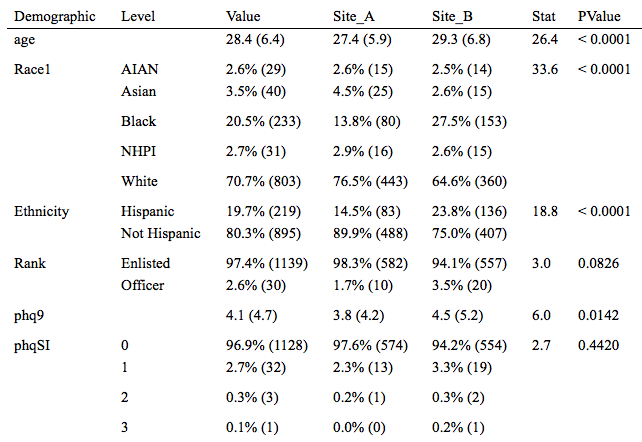 Demographic Level Value Site_A Site_B Stat PValue
age 28.4 (6.4) 27.4 (5.9) 29.3 (6.8) 26.4 < 0.0001
Race1 AIAN 2.6% (29) 2.6% (15) 2.5% (14) 33.6 < 0.0001
Asian 3.5% (40) 4.5% (25) 2.6% (15)
Black 20.5% (233) 13.8% (80) 27.5% (153)
NHPI 2.7% (31) 2.9% (16) 2.6% (15)
White 70.7% (803) 76.5% (443) 64.6% (360)
Ethnicity Hispanic 19.7% (219) 14.5% (83) 23.8% (136) 18.8 < 0.0001
Not Hispanic 80.3% (895) 89.9% (488) 75.0% (407)
Rank Enlisted 97.4% (1139) 98.3% (582) 94.1% (557) 3.0 0.0826
Officer 2.6% (30) 1.7% (10) 3.5% (20)
phq9 4.1 (4.7) 3.8 (4.2) 4.5 (5.2) 6.0 0.0142
phqSI 0 96.9% (1128) 97.6% (574) 94.2% (554) 2.7 0.4420
1 2.7% (32) 2.3% (13) 3.3% (19)
2 0.3% (3) 0.2% (1) 0.3% (2)
3 0.1% (1) 0.0% (0) 0.2% (1)